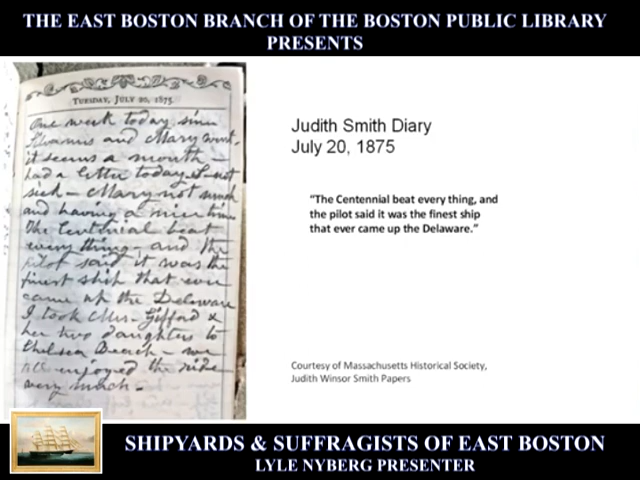 THE EAST BOSTON BRANCH OF THE BOSTON PUBLIC LIBRARY
PRESENTS
TUESDAY, JULY 20, 1875.
One week today since
and Mary went,
it seems a month —
had a letter today S. not
sick — Mary not much
and having a nice time
The Centennial beat
every thing — and the
pilot said it was the
finest ship that ever
came up the Delaware
I took Mrs. Gifford &
her two daughters to
Chelsea Beach — we
all enjoyed the ride
very much —
Judith Smith Diary
July 20, 1875
“The Centennial beat every thing, and
the pilot said it was the finest ship
that ever came up the Delaware.”
Courtesy of Massachusetts Historical Society,
Judith Winsor Smith Papers
SHIPYARDS & SUFFRAGISTS OF EAST BOSTON
LYLE NYBERG PRESENTER